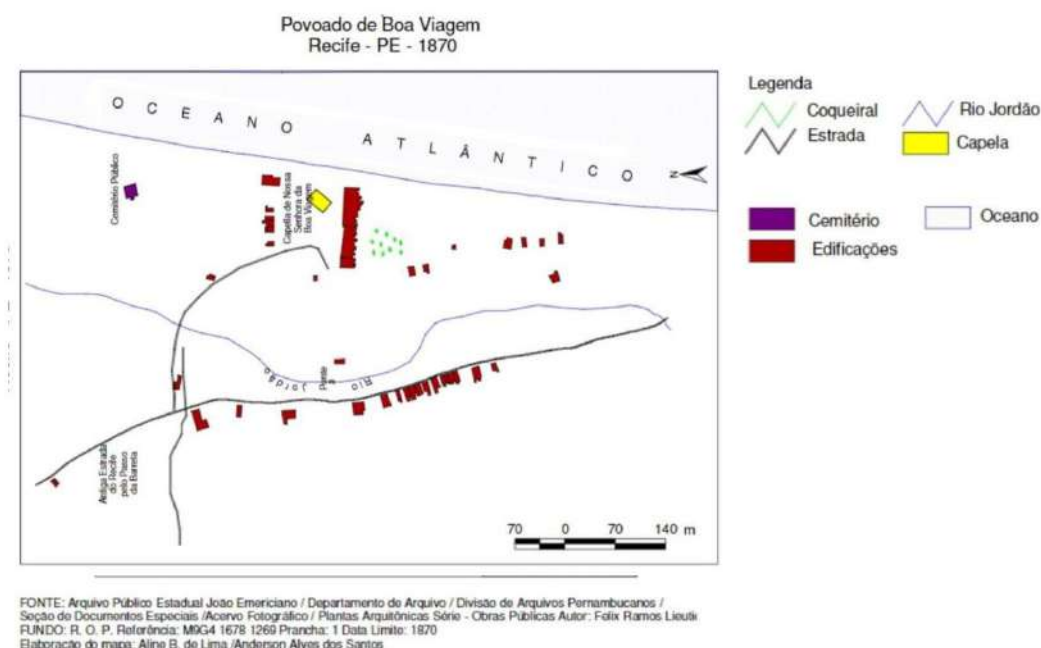 Povoado de Boa Viagem
Recife - PE - 1870
OCEANO ATLÂNTICO
N
Cemitério Público
Capella de Nossa
Senhora da
Boa Viagem
Rio Jordão
Ponte
Antiga Estrada
do Recife
pelo Passo
da Barreta
70 0 70 140 m
Legenda
Coqueiral
Rio Jordão
Estrada
Capela
Cemitério
Oceano
Edificações
FONTE: Arquivo Público Estadual João Emericiano / Departamento de Arquivo / Divisão de Arquivos Pernambucanos /
Seção de Documentos Especiais /Acervo Fotográfico / Plantas Arquitônicas Série - Obras Públicas Autor: Felix Ramos Lieuti
FUNDO: R. O. P. Referência: M9G4 1678 1269 Prancha: 1 Data Limite: 1870
Elaboração do mapa: Aline B. de Lima /Anderson Alves dos Santos